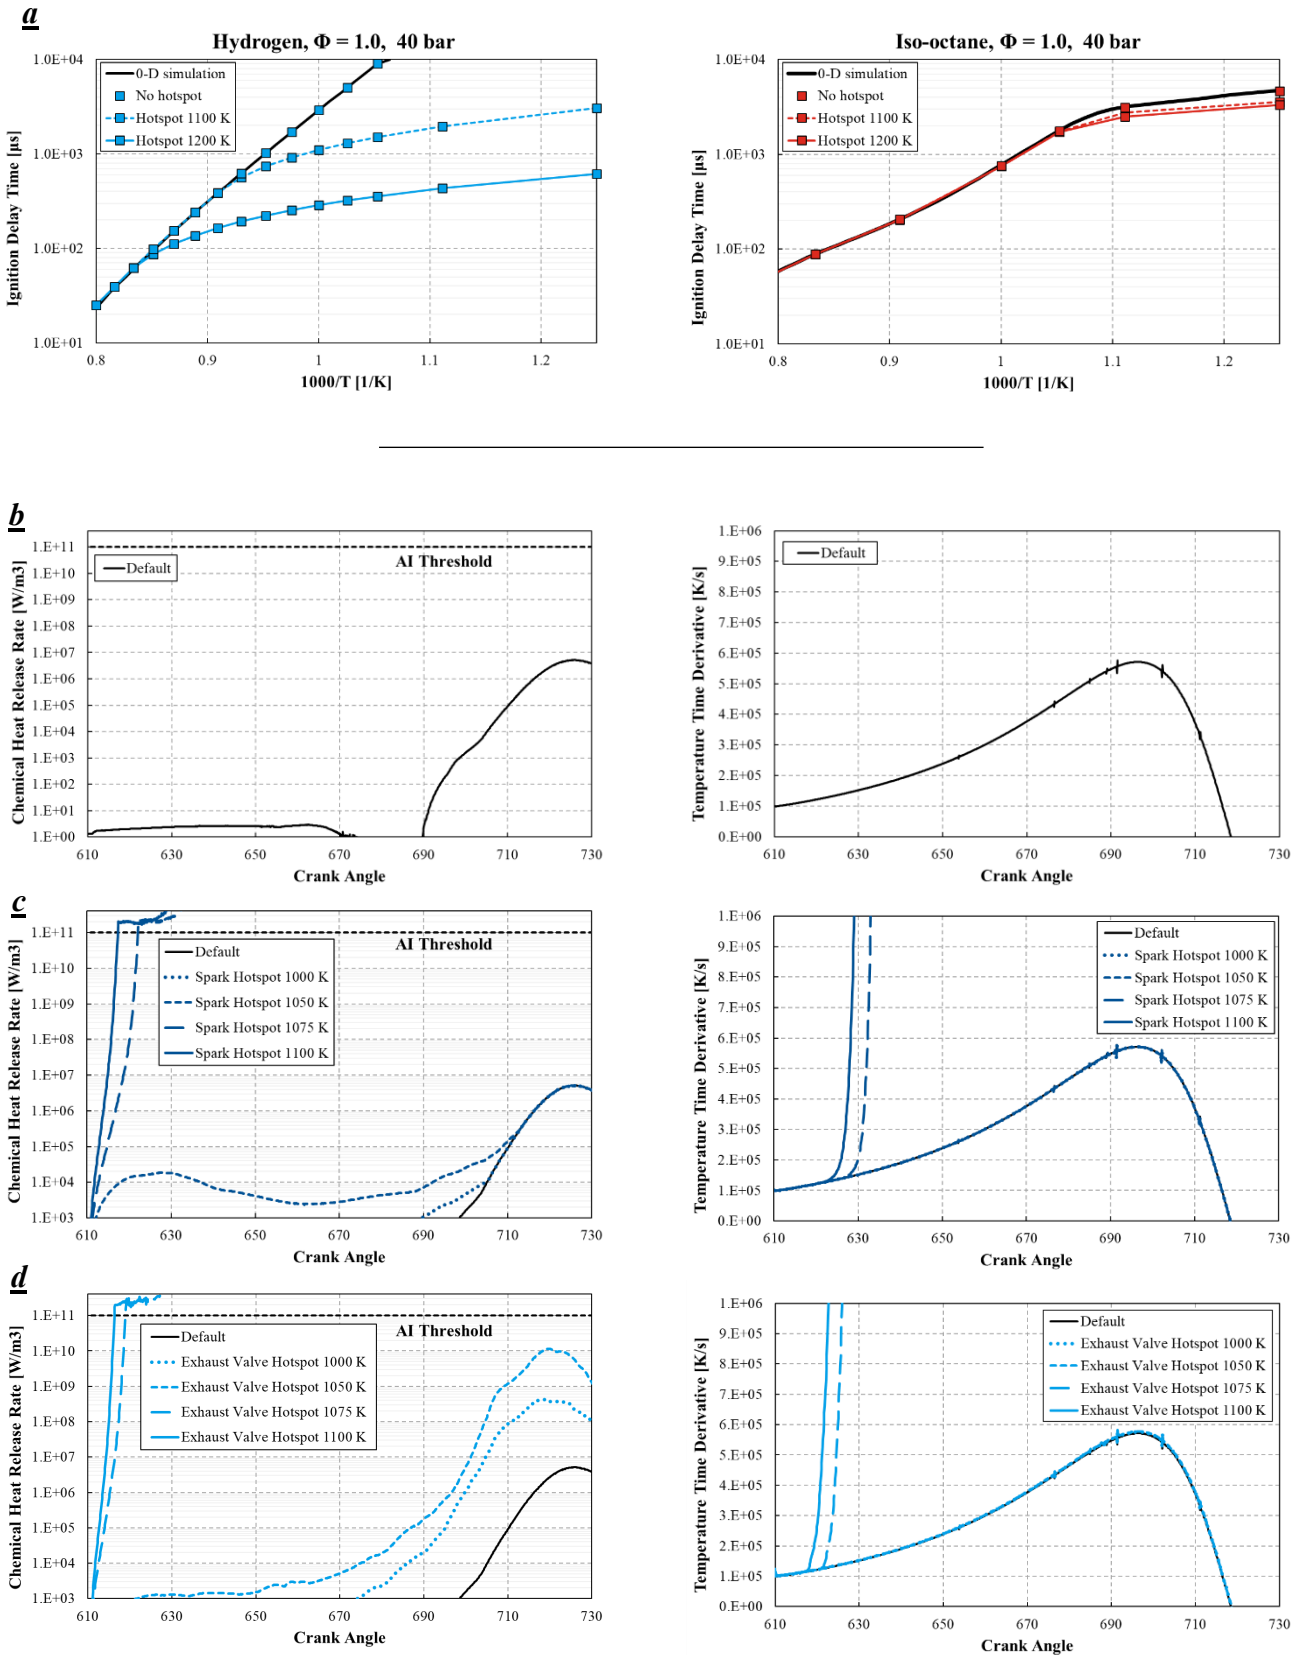 a
Hydrogen, Φ = 1.0, 40 bar
Ignition Delay Time [µs]
1.0E+04
1.0E+03
1.0E+02
1.0E+01
0-D simulation
No hotspot
Hotspot 1100 K
Hotspot 1200 K
0.8 0.9 1 1.1 1.2
1000/T [1/K]
Iso-octane, Φ = 1.0, 40 bar
Ignition Delay Time [µs]
1.0E+04
1.0E+03
1.0E+02
1.0E+01
0-D simulation
No hotspot
Hotspot 1100 K
Hotspot 1200 K
0.8 0.9 1 1.1 1.2
1000/T [1/K]
b
Chemical Heat Release Rate [W/m3]
1.E+11
1.E+10
1.E+09
1.E+08
1.E+07
1.E+06
1.E+05
1.E+04
1.E+03
1.E+02
1.E+01
1.E+00
AI Threshold
Default
610 630 650 670 690 710 730
Crank Angle
Temperature Time Derivative [K/s]
1.E+06
9.E+05
8.E+05
7.E+05
6.E+05
5.E+05
4.E+05
3.E+05
2.E+05
1.E+05
0.E+00
Default
610 630 650 670 690 710 730
Crank Angle
c
Chemical Heat Release Rate [W/m3]
1.E+11
1.E+10
1.E+09
1.E+08
1.E+07
1.E+06
1.E+05
1.E+04
1.E+03
AI Threshold
Default
Spark Hotspot 1000 K
Spark Hotspot 1050 K
Spark Hotspot 1075 K
Spark Hotspot 1100 K
610 630 650 670 690 710 730
Crank Angle
Temperature Time Derivative [K/s]
1.E+06
9.E+05
8.E+05
7.E+05
6.E+05
5.E+05
4.E+05
3.E+05
2.E+05
1.E+05
0.E+00
Default
Spark Hotspot 1000 K
Spark Hotspot 1050 K
Spark Hotspot 1075 K
Spark Hotspot 1100 K
610 630 650 670 690 710 730
Crank Angle
d
Chemical Heat Release Rate [W/m3]
1.E+11
1.E+10
1.E+09
1.E+08
1.E+07
1.E+06
1.E+05
1.E+04
1.E+03
AI Threshold
Default
Exhaust Valve Hotspot 1000 K
Exhaust Valve Hotspot 1050 K
Exhaust Valve Hotspot 1075 K
Exhaust Valve Hotspot 1100 K
610 630 650 670 690 710 730
Crank Angle
Temperature Time Derivative [K/s]
1.E+06
9.E+05
8.E+05
7.E+05
6.E+05
5.E+05
4.E+05
3.E+05
2.E+05
1.E+05
0.E+00
Default
Exhaust Valve Hotspot 1000 K
Exhaust Valve Hotspot 1050 K
Exhaust Valve Hotspot 1075 K
Exhaust Valve Hotspot 1100 K
610 630 650 670 690 710 730
Crank Angle